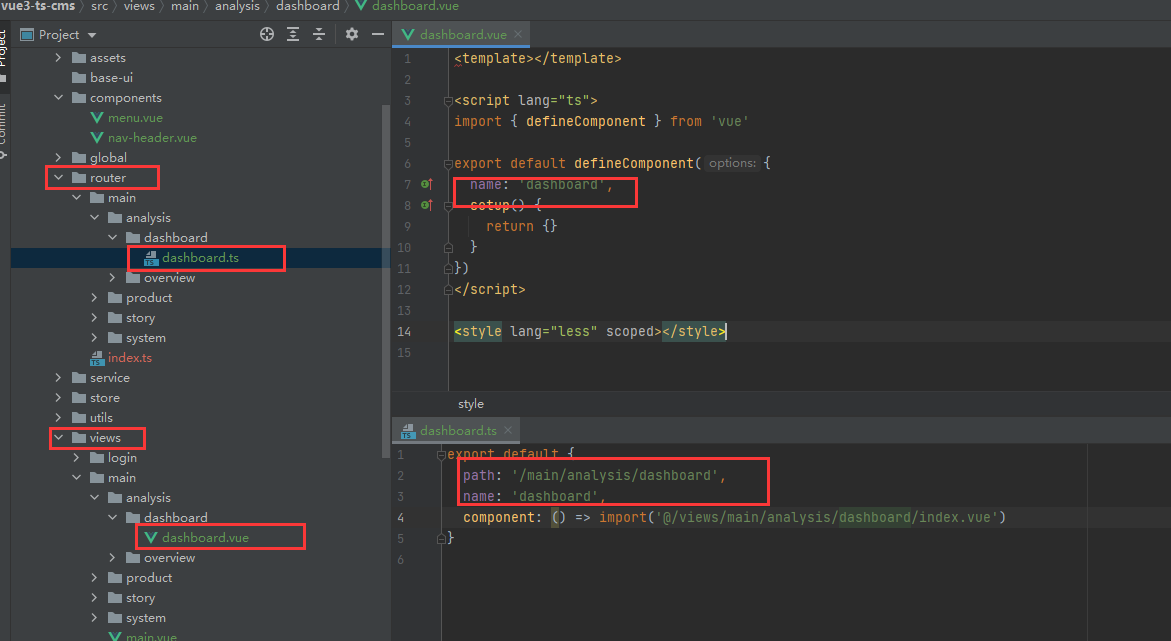 vue3-ts-cms > src > views > main > analysis > dashboard > dashboard.vue
Project
Project
Commit
assets
base-ui
components
menu.vue
nav-header.vue
global
router
main
analysis
dashboard
dashboard.ts
overview
product
story
system
index.ts
service
store
utils
views
login
main
analysis
dashboard
dashboard.vue
overview
product
story
system
main.vue
dashboard.vue
1 <template></template>
2
3 <script lang="ts">
4 import { defineComponent } from 'vue'
5
6 export default defineComponent( options: {
7 name: 'dashboard',
8 setup() {
9 return {}
10 }
11 })
12 </script>
13
14 <style lang="less" scoped></style>
15
style
dashboard.ts
1 export default {
2 path: '/main/analysis/dashboard',
3 name: 'dashboard',
4 component: () => import('@/views/main/analysis/dashboard/index.vue')
5 }
6